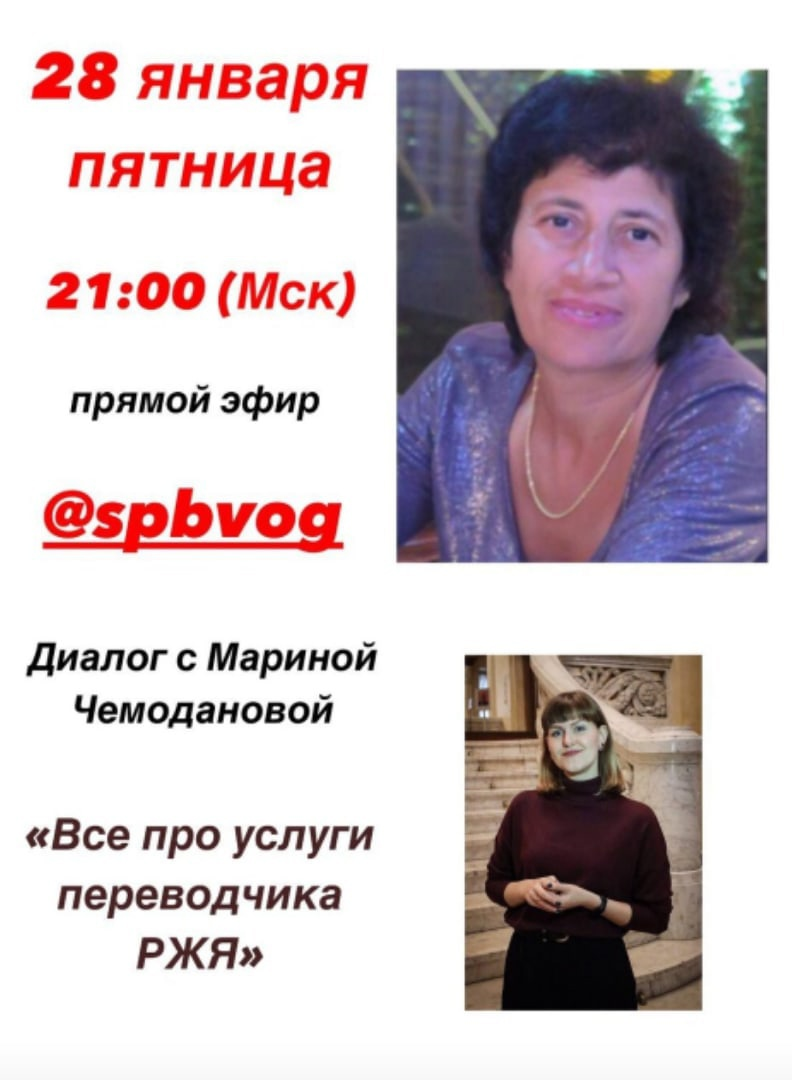 28 января
пятница
21:00 (Мск)
прямой эфир
@spbvog
Диалог с Мариной
Чемодановой
«Все про услуги
переводчика
РЖЯ»